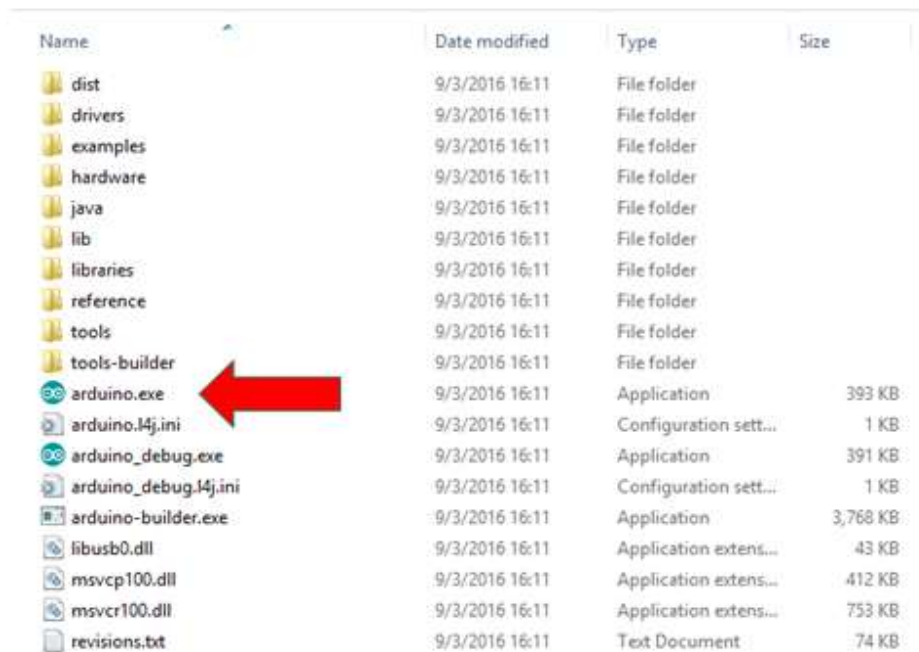 Name Date modified Type Size
dist 9/3/2016 16:11 File folder
drivers 9/3/2016 16:11 File folder
examples 9/3/2016 16:11 File folder
hardware 9/3/2016 16:11 File folder
java 9/3/2016 16:11 File folder
lib 9/3/2016 16:11 File folder
libraries 9/3/2016 16:11 File folder
reference 9/3/2016 16:11 File folder
tools 9/3/2016 16:11 File folder
tools-builder 9/3/2016 16:11 File folder
arduino.exe 9/3/2016 16:11 Application 393 KB
arduino.l4j.ini 9/3/2016 16:11 Configuration sett... 1 KB
arduino_debug.exe 9/3/2016 16:11 Application 391 KB
arduino_debug.l4j.ini 9/3/2016 16:11 Configuration sett... 1 KB
arduino-builder.exe 9/3/2016 16:11 Application 3,768 KB
libusb0.dll 9/3/2016 16:11 Application extens... 43 KB
msvcp100.dll 9/3/2016 16:11 Application extens... 412 KB
msvcr100.dll 9/3/2016 16:11 Application extens... 753 KB
revisions.txt 9/3/2016 16:11 Text Document 74 KB